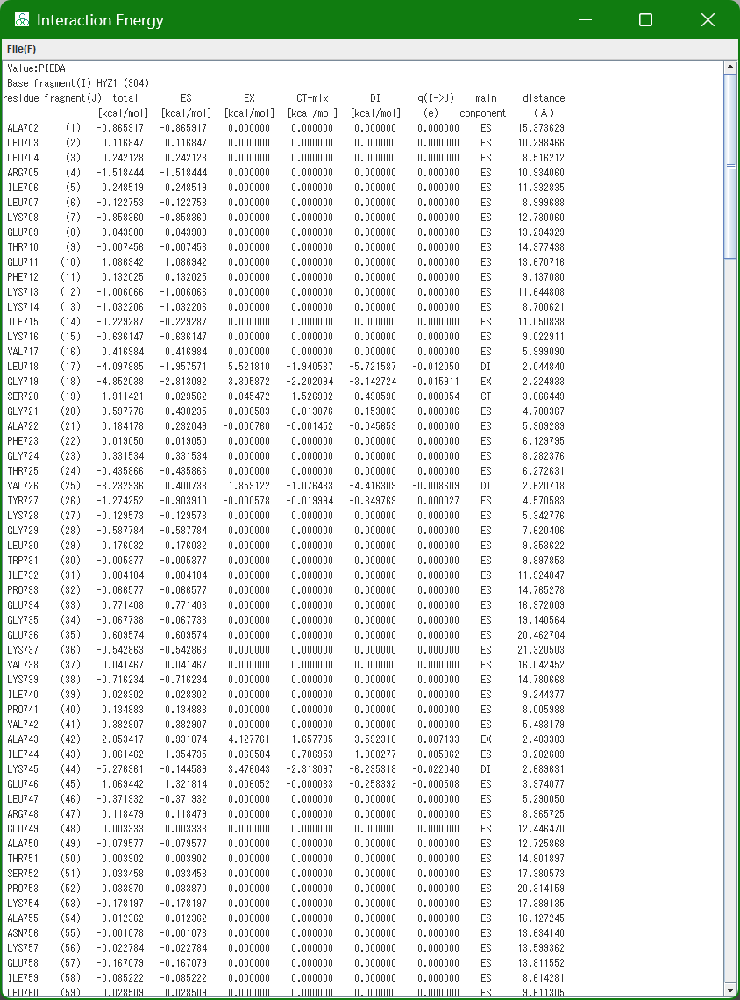 Interaction Energy
File(F)
Value:PIEDA
Base fragment(I) HYZ1 (304)
residue fragment(J) total ES EX CT+mix DI q(I->J) main distance
[kcal/mol] [kcal/mol] [kcal/mol] [kcal/mol] [kcal/mol] (e) component (Å)
ALA702 (1) -0.865917 -0.865917 0.000000 0.000000 0.000000 0.000000 ES 15.373629
LEU703 (2) 0.116847 0.116847 0.000000 0.000000 0.000000 0.000000 ES 10.298466
LEU704 (3) 0.242128 0.242128 0.000000 0.000000 0.000000 0.000000 ES 8.516212
ARG705 (4) -1.518444 -1.518444 0.000000 0.000000 0.000000 0.000000 ES 10.934060
ILE706 (5) 0.248519 0.248519 0.000000 0.000000 0.000000 0.000000 ES 11.332835
LEU707 (6) -0.122753 -0.122753 0.000000 0.000000 0.000000 0.000000 ES 8.999688
LYS708 (7) -0.858360 -0.858360 0.000000 0.000000 0.000000 0.000000 ES 12.730060
GLU709 (8) 0.843980 0.843980 0.000000 0.000000 0.000000 0.000000 ES 13.294329
THR710 (9) -0.007456 -0.007456 0.000000 0.000000 0.000000 0.000000 ES 14.377438
GLU711 (10) 1.086942 1.086942 0.000000 0.000000 0.000000 0.000000 ES 13.670716
PHE712 (11) 0.132025 0.132025 0.000000 0.000000 0.000000 0.000000 ES 9.137080
LYS713 (12) -1.006066 -1.006066 0.000000 0.000000 0.000000 0.000000 ES 11.644808
LYS714 (13) -1.032206 -1.032206 0.000000 0.000000 0.000000 0.000000 ES 8.700621
ILE715 (14) -0.229287 -0.229287 0.000000 0.000000 0.000000 0.000000 ES 11.050838
LYS716 (15) -0.636147 -0.636147 0.000000 0.000000 0.000000 0.000000 ES 9.022911
VAL717 (16) 0.416984 0.416984 0.000000 0.000000 0.000000 0.000000 ES 5.999090
LEU718 (17) -4.097885 -1.957571 5.521810 -1.940537 -5.721587 -0.012050 DI 2.044840
GLY719 (18) -4.852038 -2.813092 3.305872 -2.202094 -3.142724 0.015911 EX 2.224933
SER720 (19) 1.911421 0.829562 0.045472 1.526982 -0.490596 0.000954 CT 3.066449
GLY721 (20) -0.597776 -0.430235 -0.000583 -0.013076 -0.153883 0.000006 ES 4.708367
ALA722 (21) 0.184178 0.232049 -0.000760 -0.001452 -0.045659 0.000000 ES 5.309289
PHE723 (22) 0.019050 0.019050 0.000000 0.000000 0.000000 0.000000 ES 6.129795
GLY724 (23) 0.331534 0.331534 0.000000 0.000000 0.000000 0.000000 ES 8.282376
THR725 (24) -0.435866 -0.435866 0.000000 0.000000 0.000000 0.000000 ES 6.272631
VAL726 (25) -3.232936 0.400733 1.859122 -1.076483 -4.416309 -0.008609 DI 2.620718
TYR727 (26) -1.274252 -0.903910 -0.000578 -0.019994 -0.349769 0.000027 ES 4.570583
LYS728 (27) -0.129573 -0.129573 0.000000 0.000000 0.000000 0.000000 ES 5.342776
GLY729 (28) -0.587784 -0.587784 0.000000 0.000000 0.000000 0.000000 ES 7.620406
LEU730 (29) 0.176032 0.176032 0.000000 0.000000 0.000000 0.000000 ES 9.353622
TRP731 (30) -0.005377 -0.005377 0.000000 0.000000 0.000000 0.000000 ES 9.897853
ILE732 (31) -0.004184 -0.004184 0.000000 0.000000 0.000000 0.000000 ES 11.924847
PRO733 (32) -0.066577 -0.066577 0.000000 0.000000 0.000000 0.000000 ES 14.765278
GLU734 (33) 0.771408 0.771408 0.000000 0.000000 0.000000 0.000000 ES 16.372009
GLY735 (34) -0.067738 -0.067738 0.000000 0.000000 0.000000 0.000000 ES 19.140564
GLU736 (35) 0.609574 0.609574 0.000000 0.000000 0.000000 0.000000 ES 20.462704
LYS737 (36) -0.542863 -0.542863 0.000000 0.000000 0.000000 0.000000 ES 21.320503
VAL738 (37) 0.041467 0.041467 0.000000 0.000000 0.000000 0.000000 ES 16.042452
LYS739 (38) -0.716234 -0.716234 0.000000 0.000000 0.000000 0.000000 ES 14.780668
ILE740 (39) 0.028302 0.028302 0.000000 0.000000 0.000000 0.000000 ES 9.244377
PRO741 (40) 0.134883 0.134883 0.000000 0.000000 0.000000 0.000000 ES 8.005988
VAL742 (41) 0.382907 0.382907 0.000000 0.000000 0.000000 0.000000 ES 5.483179
ALA743 (42) -2.053417 -0.931074 4.127761 -1.657795 -3.592310 -0.007133 EX 2.403303
ILE744 (43) -3.061462 -1.354735 0.068504 -0.706953 -1.068277 0.005862 ES 3.282609
LYS745 (44) -5.276961 -0.144589 3.476043 -2.313097 -6.295318 -0.022040 DI 2.689631
GLU746 (45) 1.069442 1.321814 0.006052 -0.000033 -0.258392 -0.000508 ES 3.974077
LEU747 (46) -0.371932 -0.371932 0.000000 0.000000 0.000000 0.000000 ES 5.290050
ARG748 (47) 0.118479 0.118479 0.000000 0.000000 0.000000 0.000000 ES 8.965725
GLU749 (48) 0.003333 0.003333 0.000000 0.000000 0.000000 0.000000 ES 12.446470
ALA750 (49) -0.079577 -0.079577 0.000000 0.000000 0.000000 0.000000 ES 12.725868
THR751 (50) 0.003902 0.003902 0.000000 0.000000 0.000000 0.000000 ES 14.801897
SER752 (51) 0.033458 0.033458 0.000000 0.000000 0.000000 0.000000 ES 17.380573
PRO753 (52) 0.033870 0.033870 0.000000 0.000000 0.000000 0.000000 ES 20.314159
LYS754 (53) -0.178197 -0.178197 0.000000 0.000000 0.000000 0.000000 ES 17.389135
ALA755 (54) -0.012362 -0.012362 0.000000 0.000000 0.000000 0.000000 ES 16.127245
ASN756 (55) -0.001078 -0.001078 0.000000 0.000000 0.000000 0.000000 ES 13.634140
LYS757 (56) -0.022784 -0.022784 0.000000 0.000000 0.000000 0.000000 ES 13.599362
GLU758 (57) -0.167079 -0.167079 0.000000 0.000000 0.000000 0.000000 ES 13.811552
ILE759 (58) -0.085222 -0.085222 0.000000 0.000000 0.000000 0.000000 ES 8.614281
LEU760 (59) 0.028509 0.028509 0.000000 0.000000 0.000000 0.000000 ES 9.611305